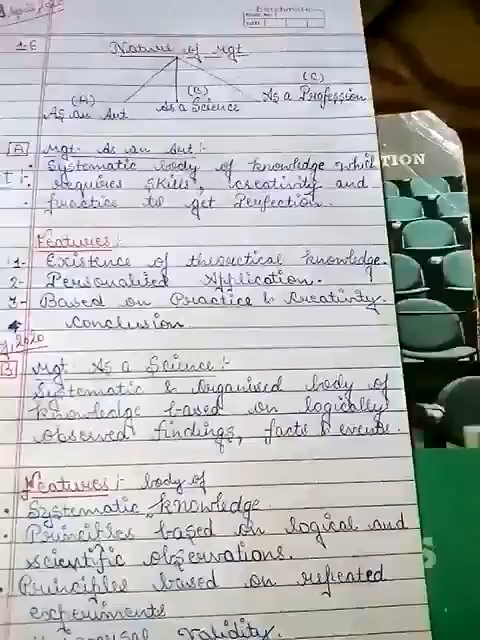 Batchmate
1.E
Nature of Mgt
(A)
(B)
(C)
As an Art
As a Science
As a Profession
A Mgt. As an Art :-
Systematic body of knowledge which
requires skills, creativity and
practice to get Perfection.
TION
Features :
1- Existence of theoretical knowledge.
2- Personalised Application.
3- Based on Practice & Creativity.
Conclusion
2020
B Mgt As a Science :-
Systematic & organised body of
knowledge based on logically
observed findings, facts & events.
Features :- body of
Systematic knowledge
Principles based on logical and
scientific observations.
Principles based on repeated
experiments
Validity.